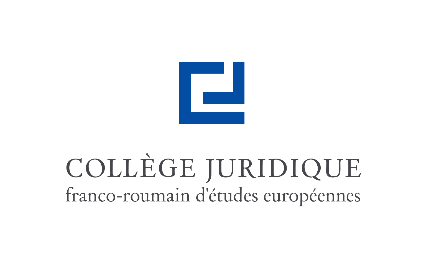 COLLÈGE JURIDIQUE
franco-roumain d'études européennes